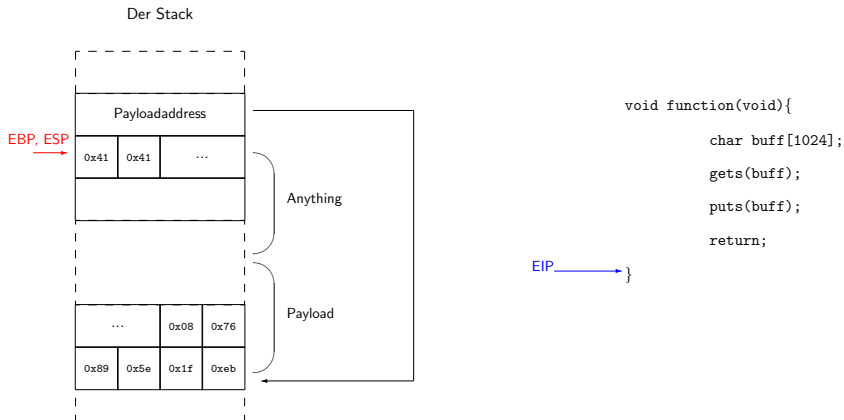 Der Stack
Payloadaddress
EBP, ESP
0x41 0x41 ...
Anything
Payload
... 0x08 0x76
0x89 0x5e 0x1f 0xeb
void function(void){
char buff[1024];
gets(buff);
puts(buff);
return;
EIP
}